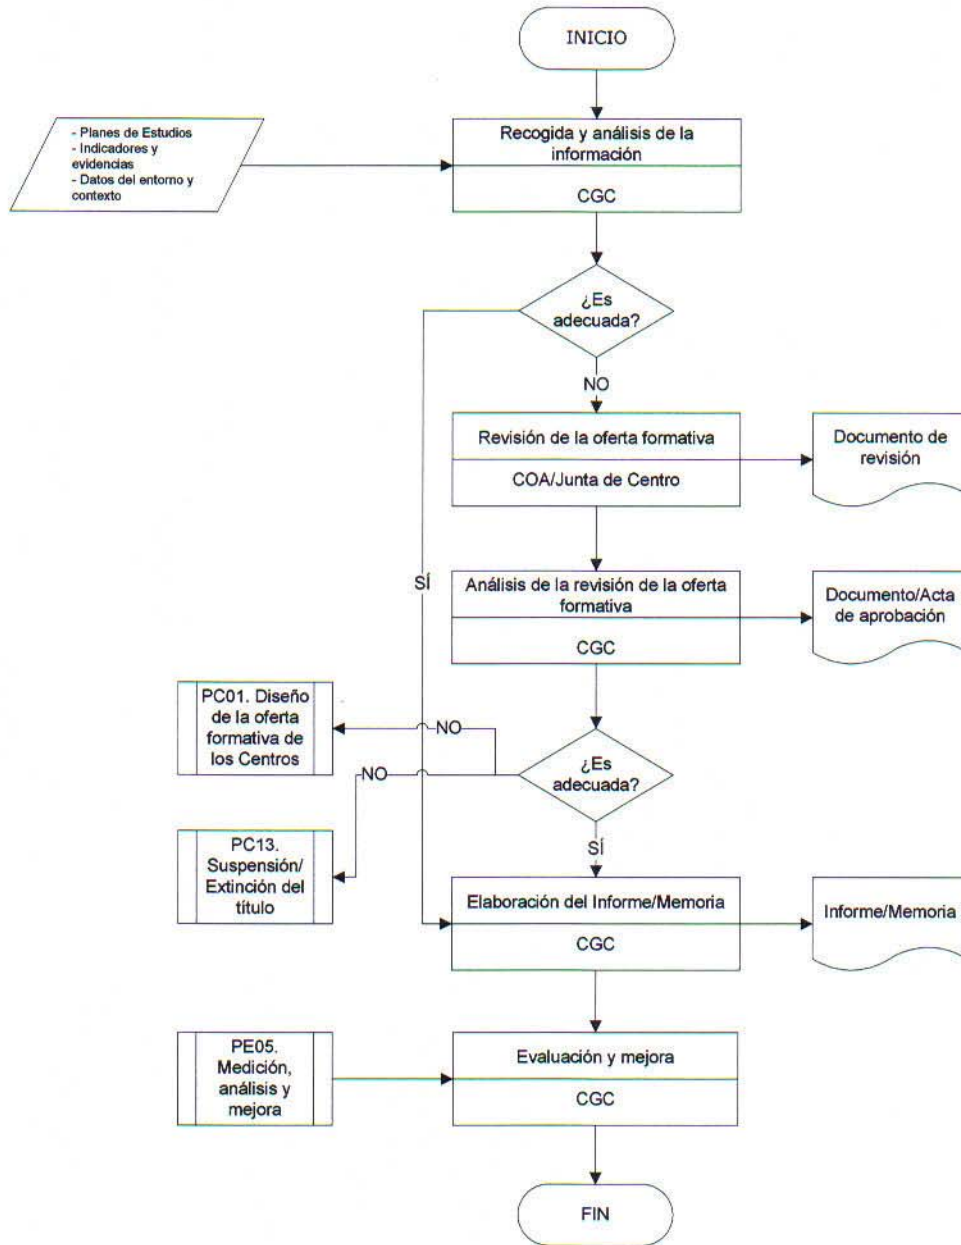 INICIO
- Planes de Estudios
- Indicadores y
evidencias
- Datos del entorno y
contexto
Recogida y análisis de la
información
CGC
¿Es
adecuada?
NO
Revisión de la oferta formativa
COA/Junta de Centro
Documento de
revisión
SÍ
Análisis de la revisión de la oferta
formativa
CGC
Documento/Acta
de aprobación
PC01. Diseño
de la oferta
formativa de
los Centros
NO
NO
¿Es
adecuada?
SÍ
PC13.
Suspensión/
Extinción del
título
Elaboración del Informe/Memoria
CGC
Informe/Memoria
PE05.
Medición,
análisis y
mejora
Evaluación y mejora
CGC
FIN